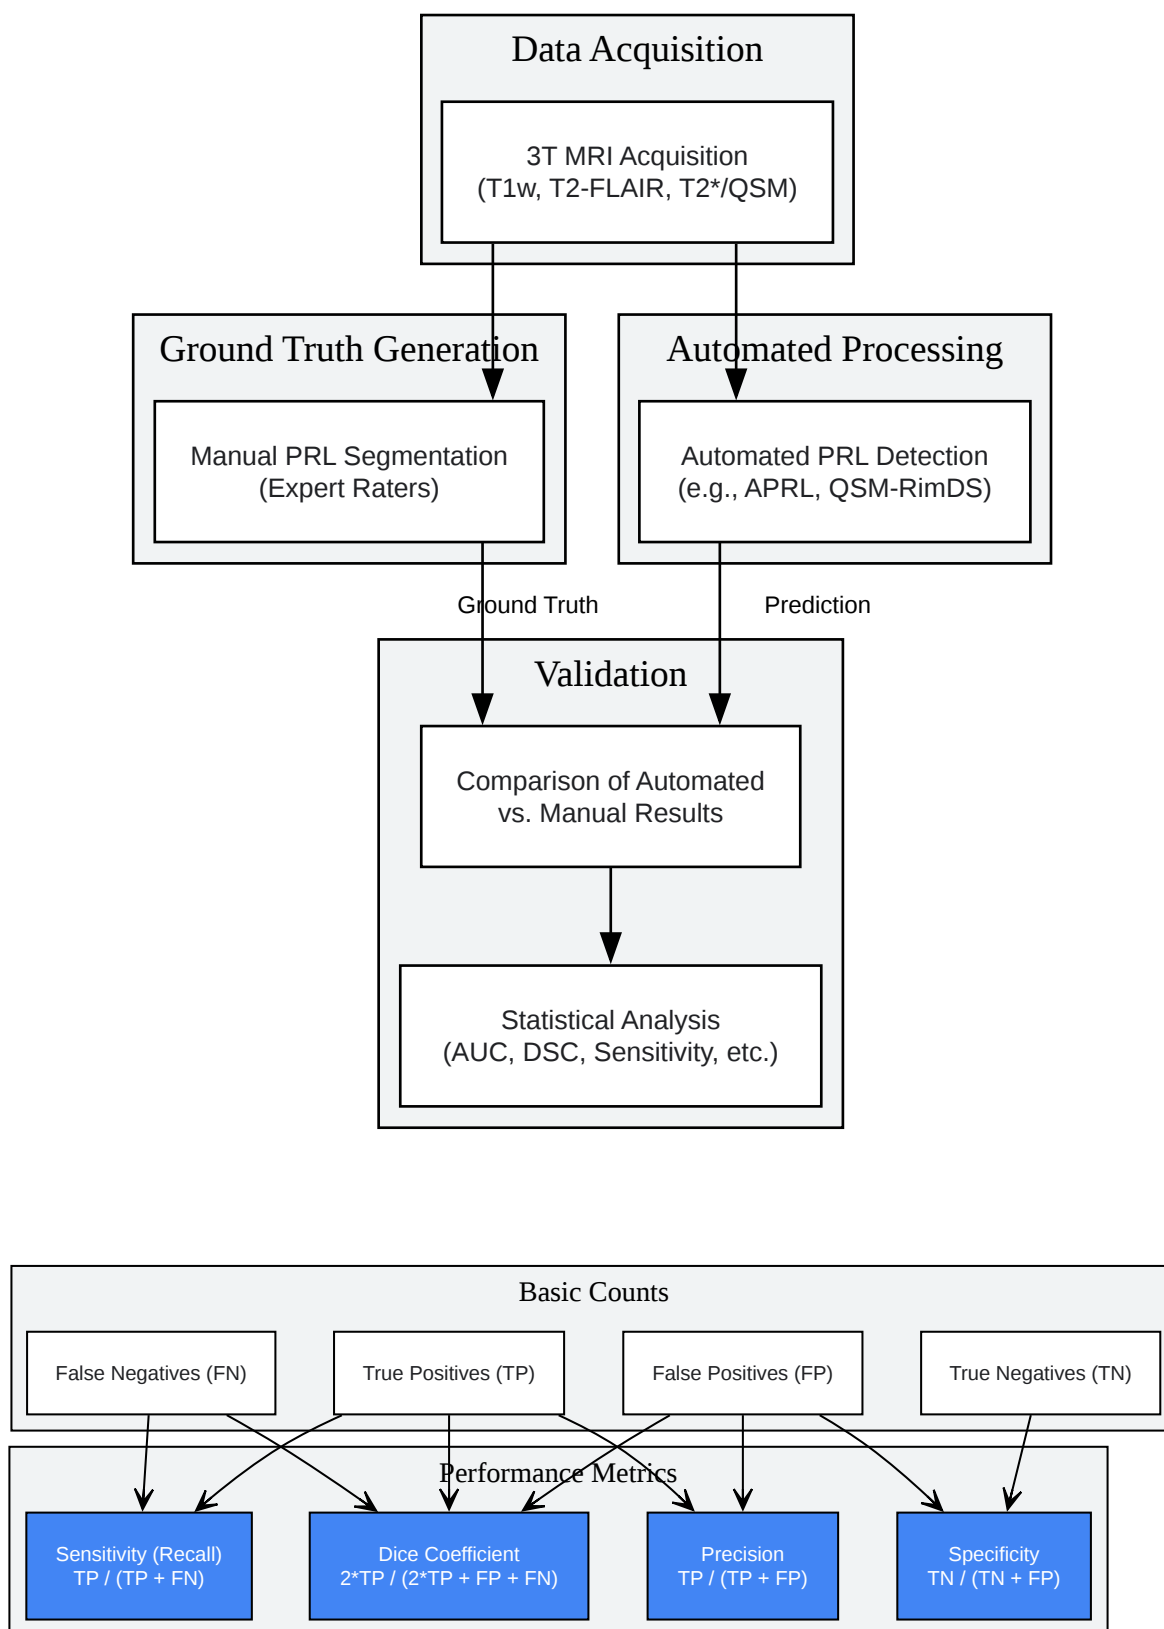 Data Acquisition
3T MRI Acquisition
(T1w, T2-FLAIR, T2*/QSM)
Ground Truth Generation
Manual PRL Segmentation
(Expert Raters)
Automated Processing
Automated PRL Detection
(e.g., APRL, QSM-RimDS)
Ground Truth
Prediction
Validation
Comparison of Automated
vs. Manual Results
Statistical Analysis
(AUC, DSC, Sensitivity, etc.)
Basic Counts
False Negatives (FN)
True Positives (TP)
False Positives (FP)
True Negatives (TN)
Performance Metrics
Sensitivity (Recall)
TP / (TP + FN)
Dice Coefficient
2*TP / (2*TP + FP + FN)
Precision
TP / (TP + FP)
Specificity
TN / (TN + FP)